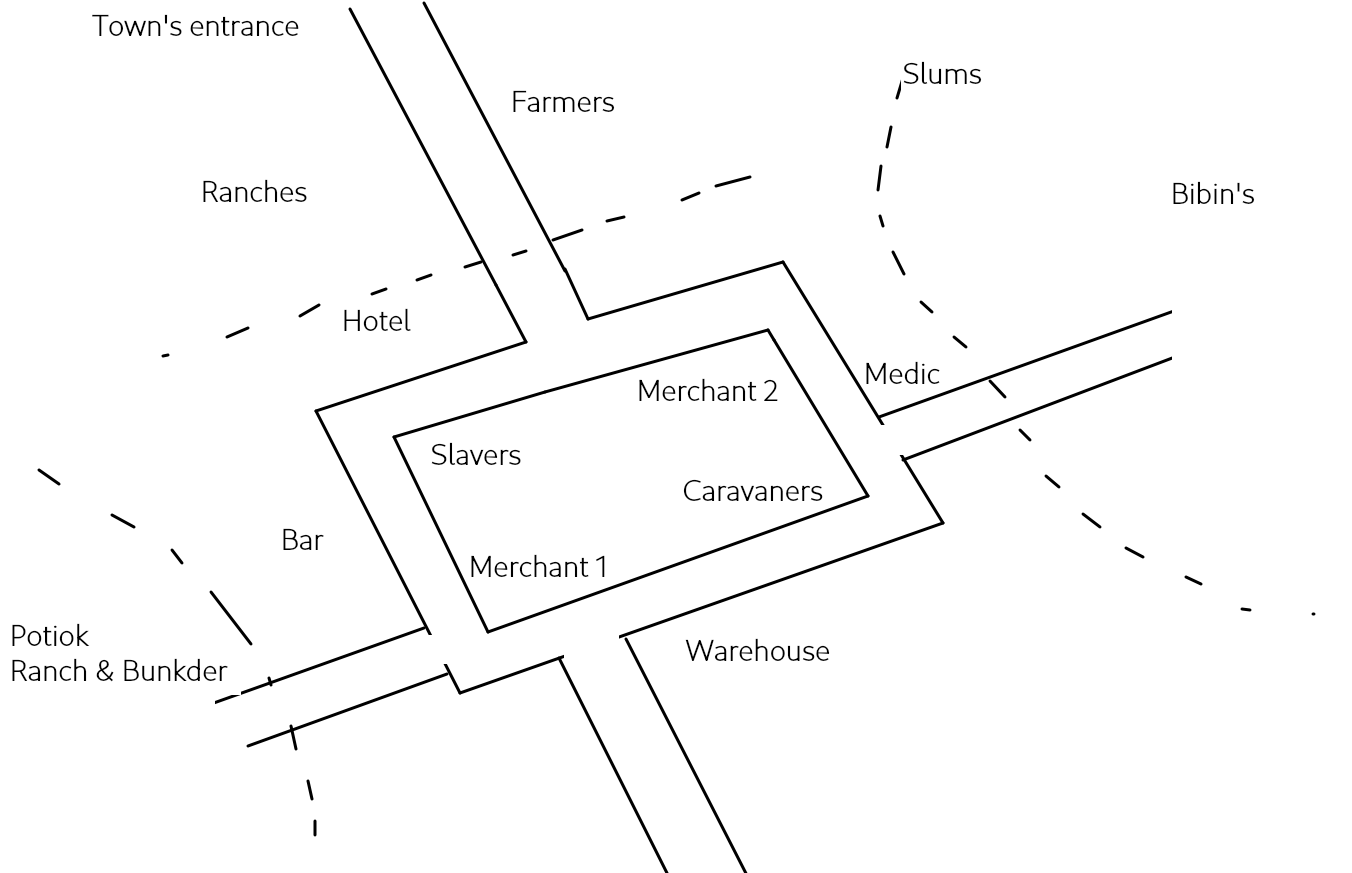 Town's entrance
Slums
Farmers
Ranches
Bibin's
Hotel
Medic
Merchant 2
Slavers
Caravaners
Bar
Merchant 1
Potiok
Ranch & Bunkder
Warehouse